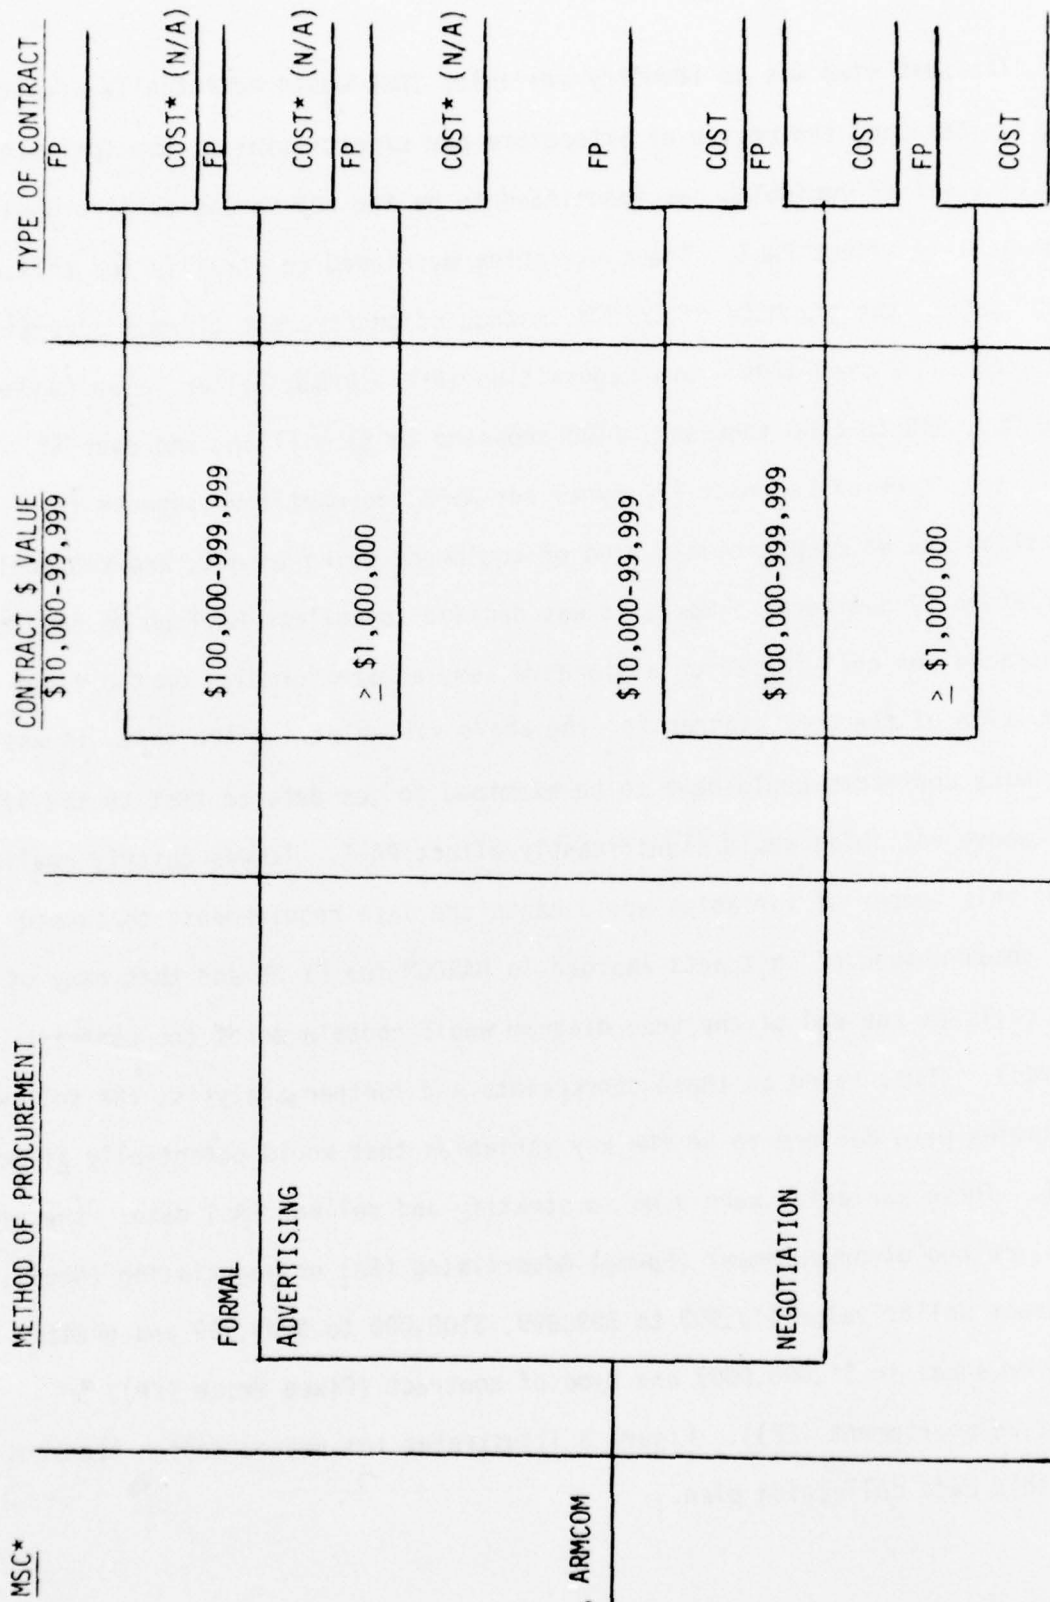 MSC*
METHOD OF PROCUREMENT
CONTRACT $ VALUE
TYPE OF CONTRACT
$10,000-99,999
FP
COST* (N/A)
FORMAL
ADVERTISING
$100,000-999,999
FP
COST* (N/A)
≥ $1,000,000
FP
COST* (N/A)
ARMCOM
$10,000-99,999
FP
COST
NEGOTIATION
$100,000-999,999
FP
COST
≥ $1,000,000
FP
COST